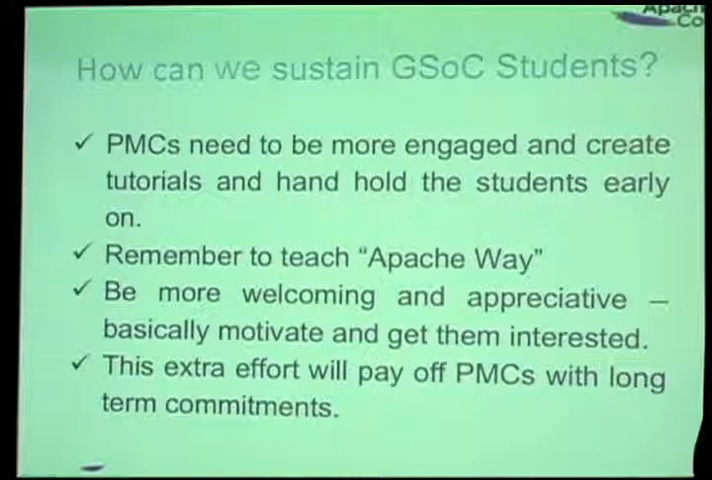 Apach
Co
How can we sustain GSoC Students?
✓ PMCs need to be more engaged and create
tutorials and hand hold the students early
on.
✓ Remember to teach “Apache Way”
✓ Be more welcoming and appreciative –
basically motivate and get them interested.
✓ This extra effort will pay off PMCs with long
term commitments.